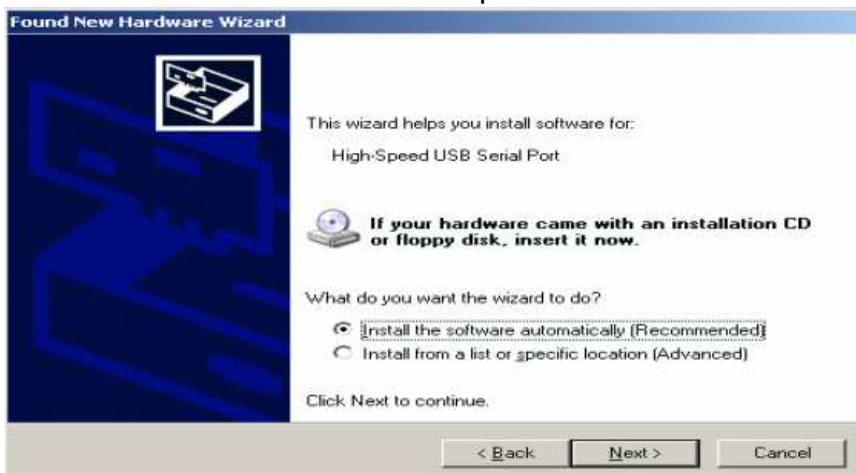 Found New Hardware Wizard
This wizard helps you install software for:
High-Speed USB Serial Port
If your hardware came with an installation CD
or floppy disk, insert it now.
What do you want the wizard to do?
Install the software automatically (Recommended)
Install from a list or specific location (Advanced)
Click Next to continue.
< Back Next > Cancel